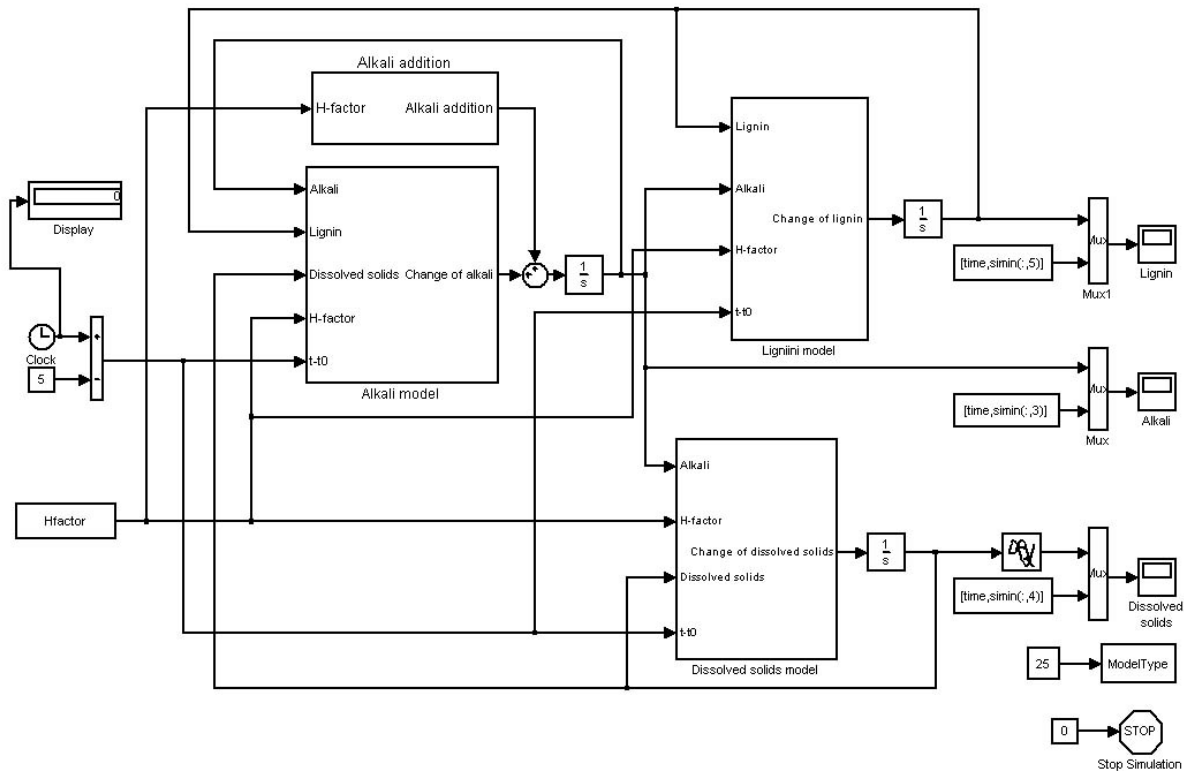 Alkali addition
H-factor Alkali addition
Lignin
Alkali
Change of lignin
H-factor
t-t0
Ligniini model
1
s
Mux
Mux1
Lignin
[time,simin(:,5)]
0
Display
Alkali
Lignin
Dissolved solids Change of alkali
H-factor
t-t0
Alkali model
+
+
1
s
Clock
5
+
-
Mux
Mux
Alkali
[time,simin(:,3)]
Hfactor
Alkali
H-factor
Change of dissolved solids
Dissolved solids
t-t0
Dissolved solids model
1
s
Mux
[time,simin(:,4)]
Dissolved
solids
25
ModelType
0
STOP
Stop Simulation